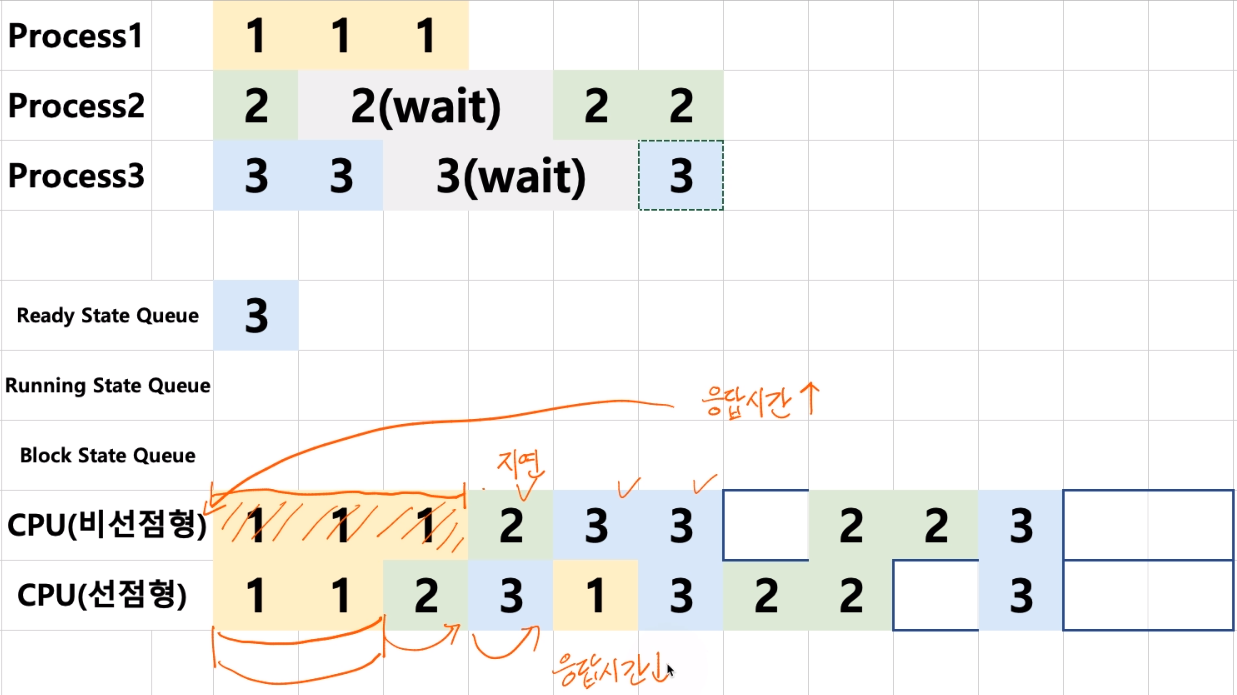 Process1 1 1 1
Process2 2 2(wait) 2 2
Process3 3 3 3(wait) 3
Ready State Queue 3
Running State Queue
응답시간↑
Block State Queue
지연
CPU(비선점형) 1 1 1 2 3 3 2 2 3
CPU(선점형) 1 1 2 3 1 3 2 2 3
응답시간